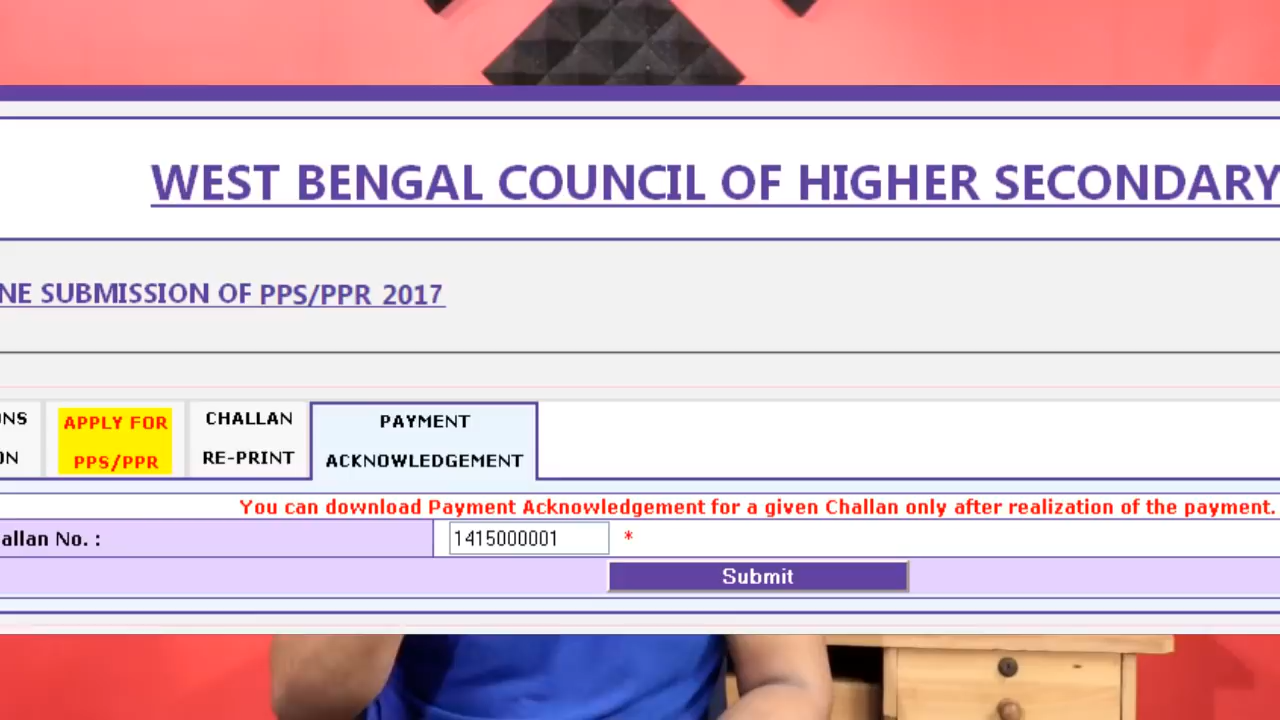 WEST BENGAL COUNCIL OF HIGHER SECONDARY
NE SUBMISSION OF PPS/PPR 2017
ONS
ON
APPLY FOR
PPS/PPR
CHALLAN
RE-PRINT
PAYMENT
ACKNOWLEDGEMENT
You can download Payment Acknowledgement for a given Challan only after realization of the payment.
allan No. :
1415000001 *
Submit